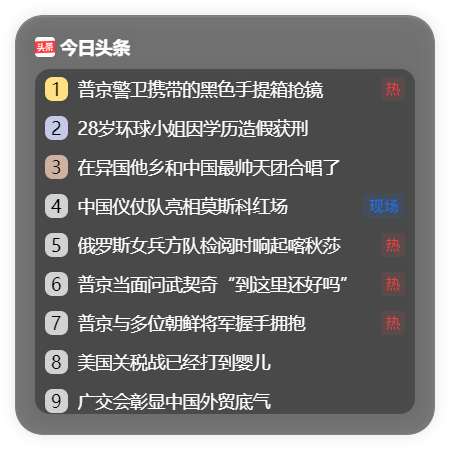 头条 今日头条
1 普京警卫携带的黑色手提箱抢镜 热
2 28岁环球小姐因学历造假获刑
3 在异国他乡和中国最帅天团合唱了
4 中国仪仗队亮相莫斯科红场 现场
5 俄罗斯女兵方队检阅时响起喀秋莎 热
6 普京当面问武契奇“到这里还好吗” 热
7 普京与多位朝鲜将军握手拥抱 热
8 美国关税战已经打到婴儿
9 广交会彰显中国外贸底气